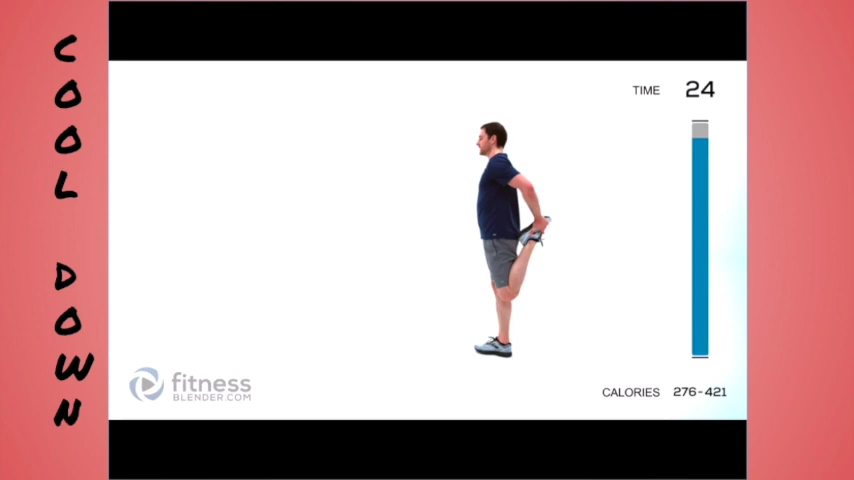 COOL DOWN
TIME 24
fitness
BLENDER.COM
CALORIES 276-421